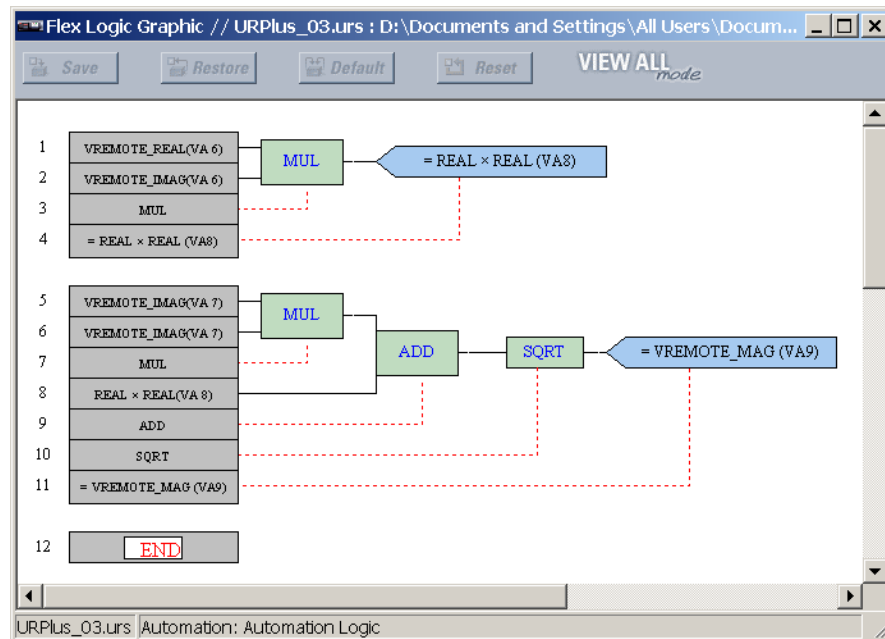 Flex Logic Graphic // URPlus_03.urs : D:\Documents and Settings\All Users\Docum...
Save Restore Default Reset VIEW ALL mode
1 VREMOTE_REAL(VA 6)
2 VREMOTE_IMAG(VA 6)
MUL = REAL × REAL (VA8)
3 MUL
4 = REAL × REAL (VA8)
5 VREMOTE_IMAG(VA 7)
MUL
6 VREMOTE_IMAG(VA 7)
ADD SQRT = VREMOTE_MAG (VA9)
7 MUL
8 REAL × REAL(VA 8)
9 ADD
10 SQRT
11 = VREMOTE_MAG (VA9)
12 END
URPlus_03.urs Automation: Automation Logic